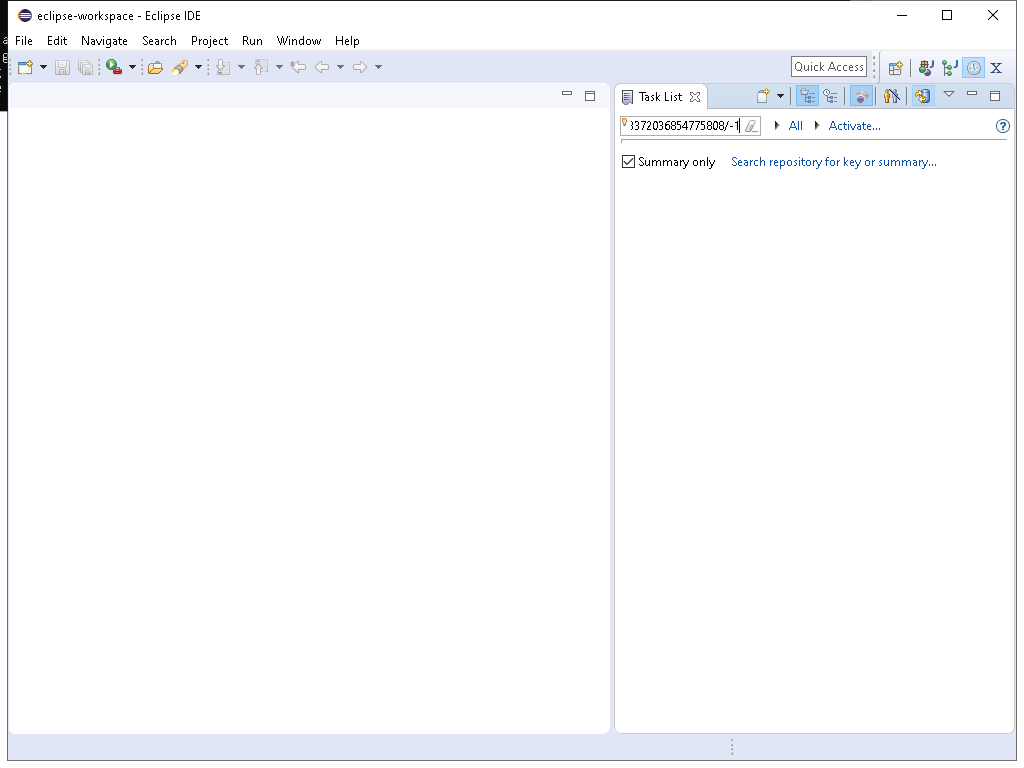 eclipse-workspace - Eclipse IDE
File Edit Navigate Search Project Run Window Help
Quick Access
Task List
3372036854775808/-1 All Activate...
Summary only Search repository for key or summary...